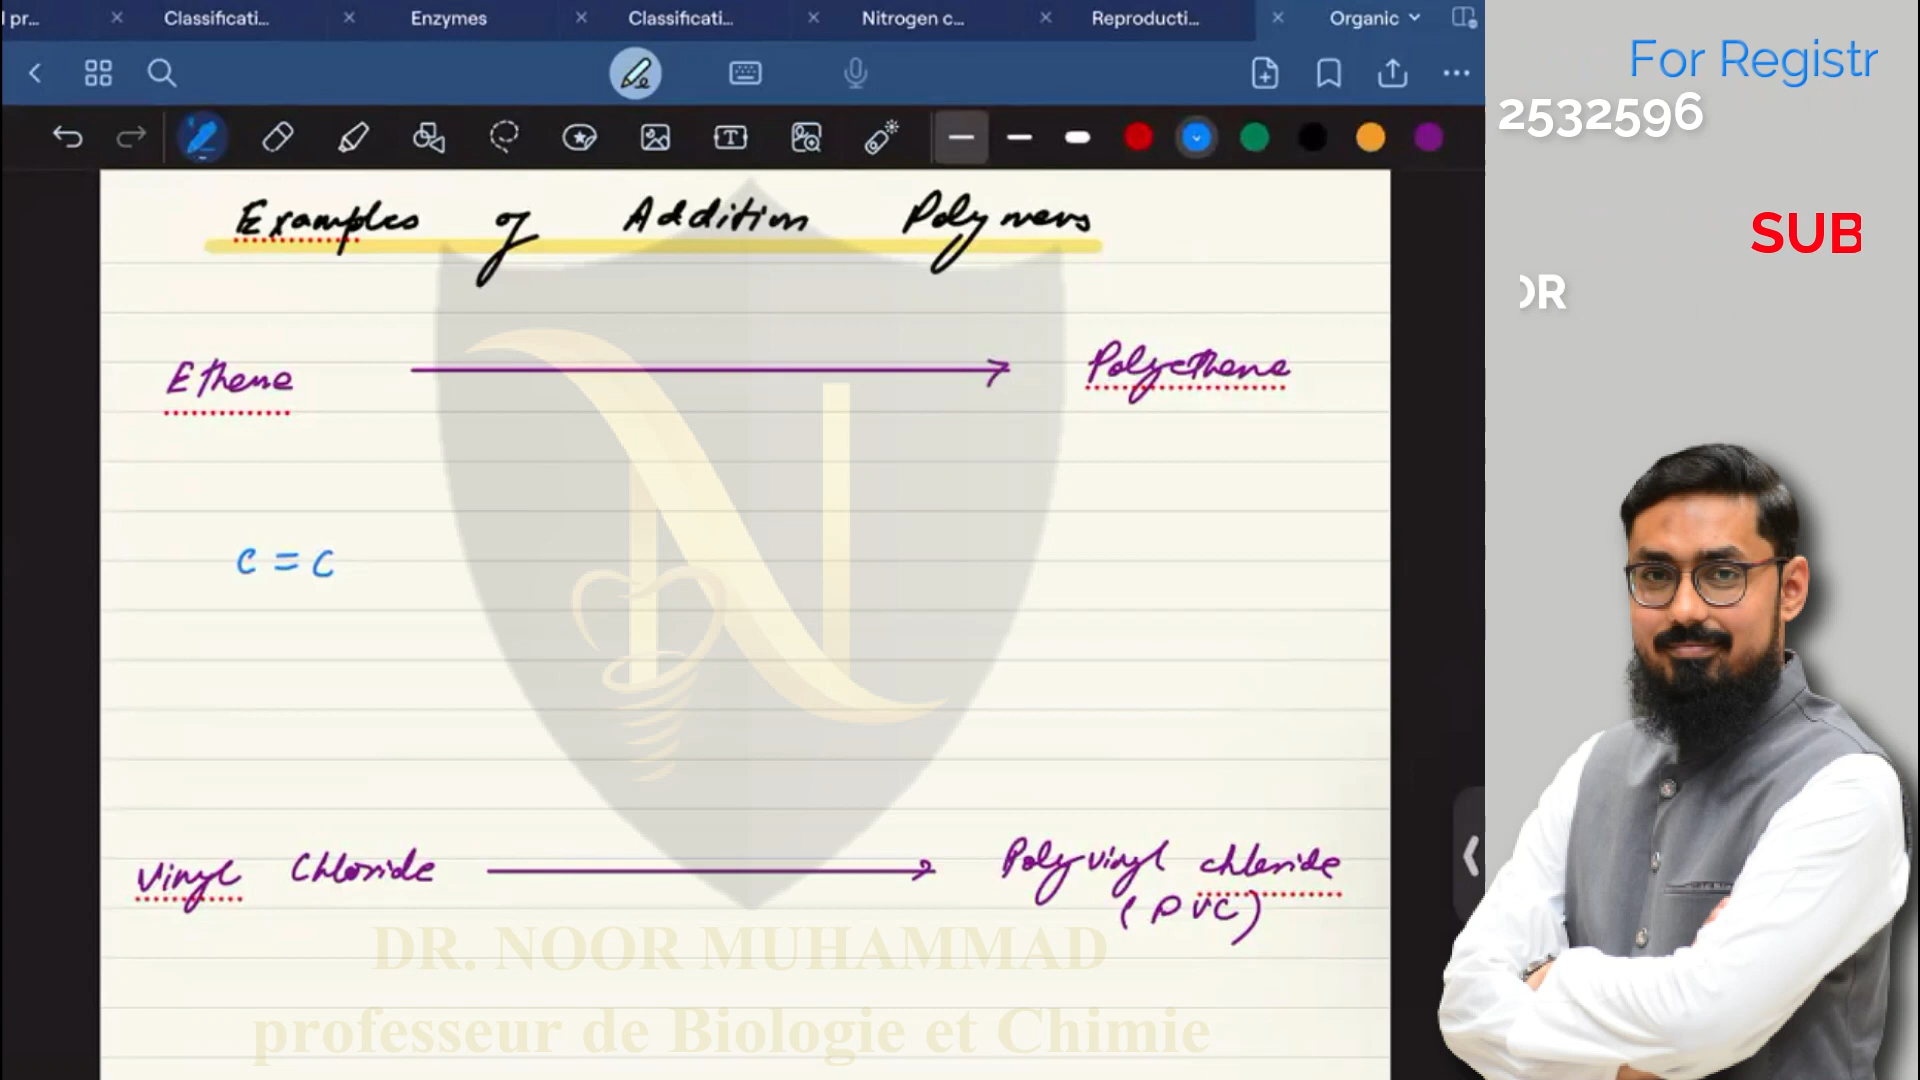 l pr...
Classificati...
Enzymes
Classificati...
Nitrogen c...
Reproducti...
Organic
For Registr
2532596
SUB
OR
Examples of Addition Polymers
Ethene
Polyethene
C = C
Vinyl Chloride
Polyvinyl chloride
(PVC)
DR. NOOR MUHAMMAD
professeur de Biologie et Chimie